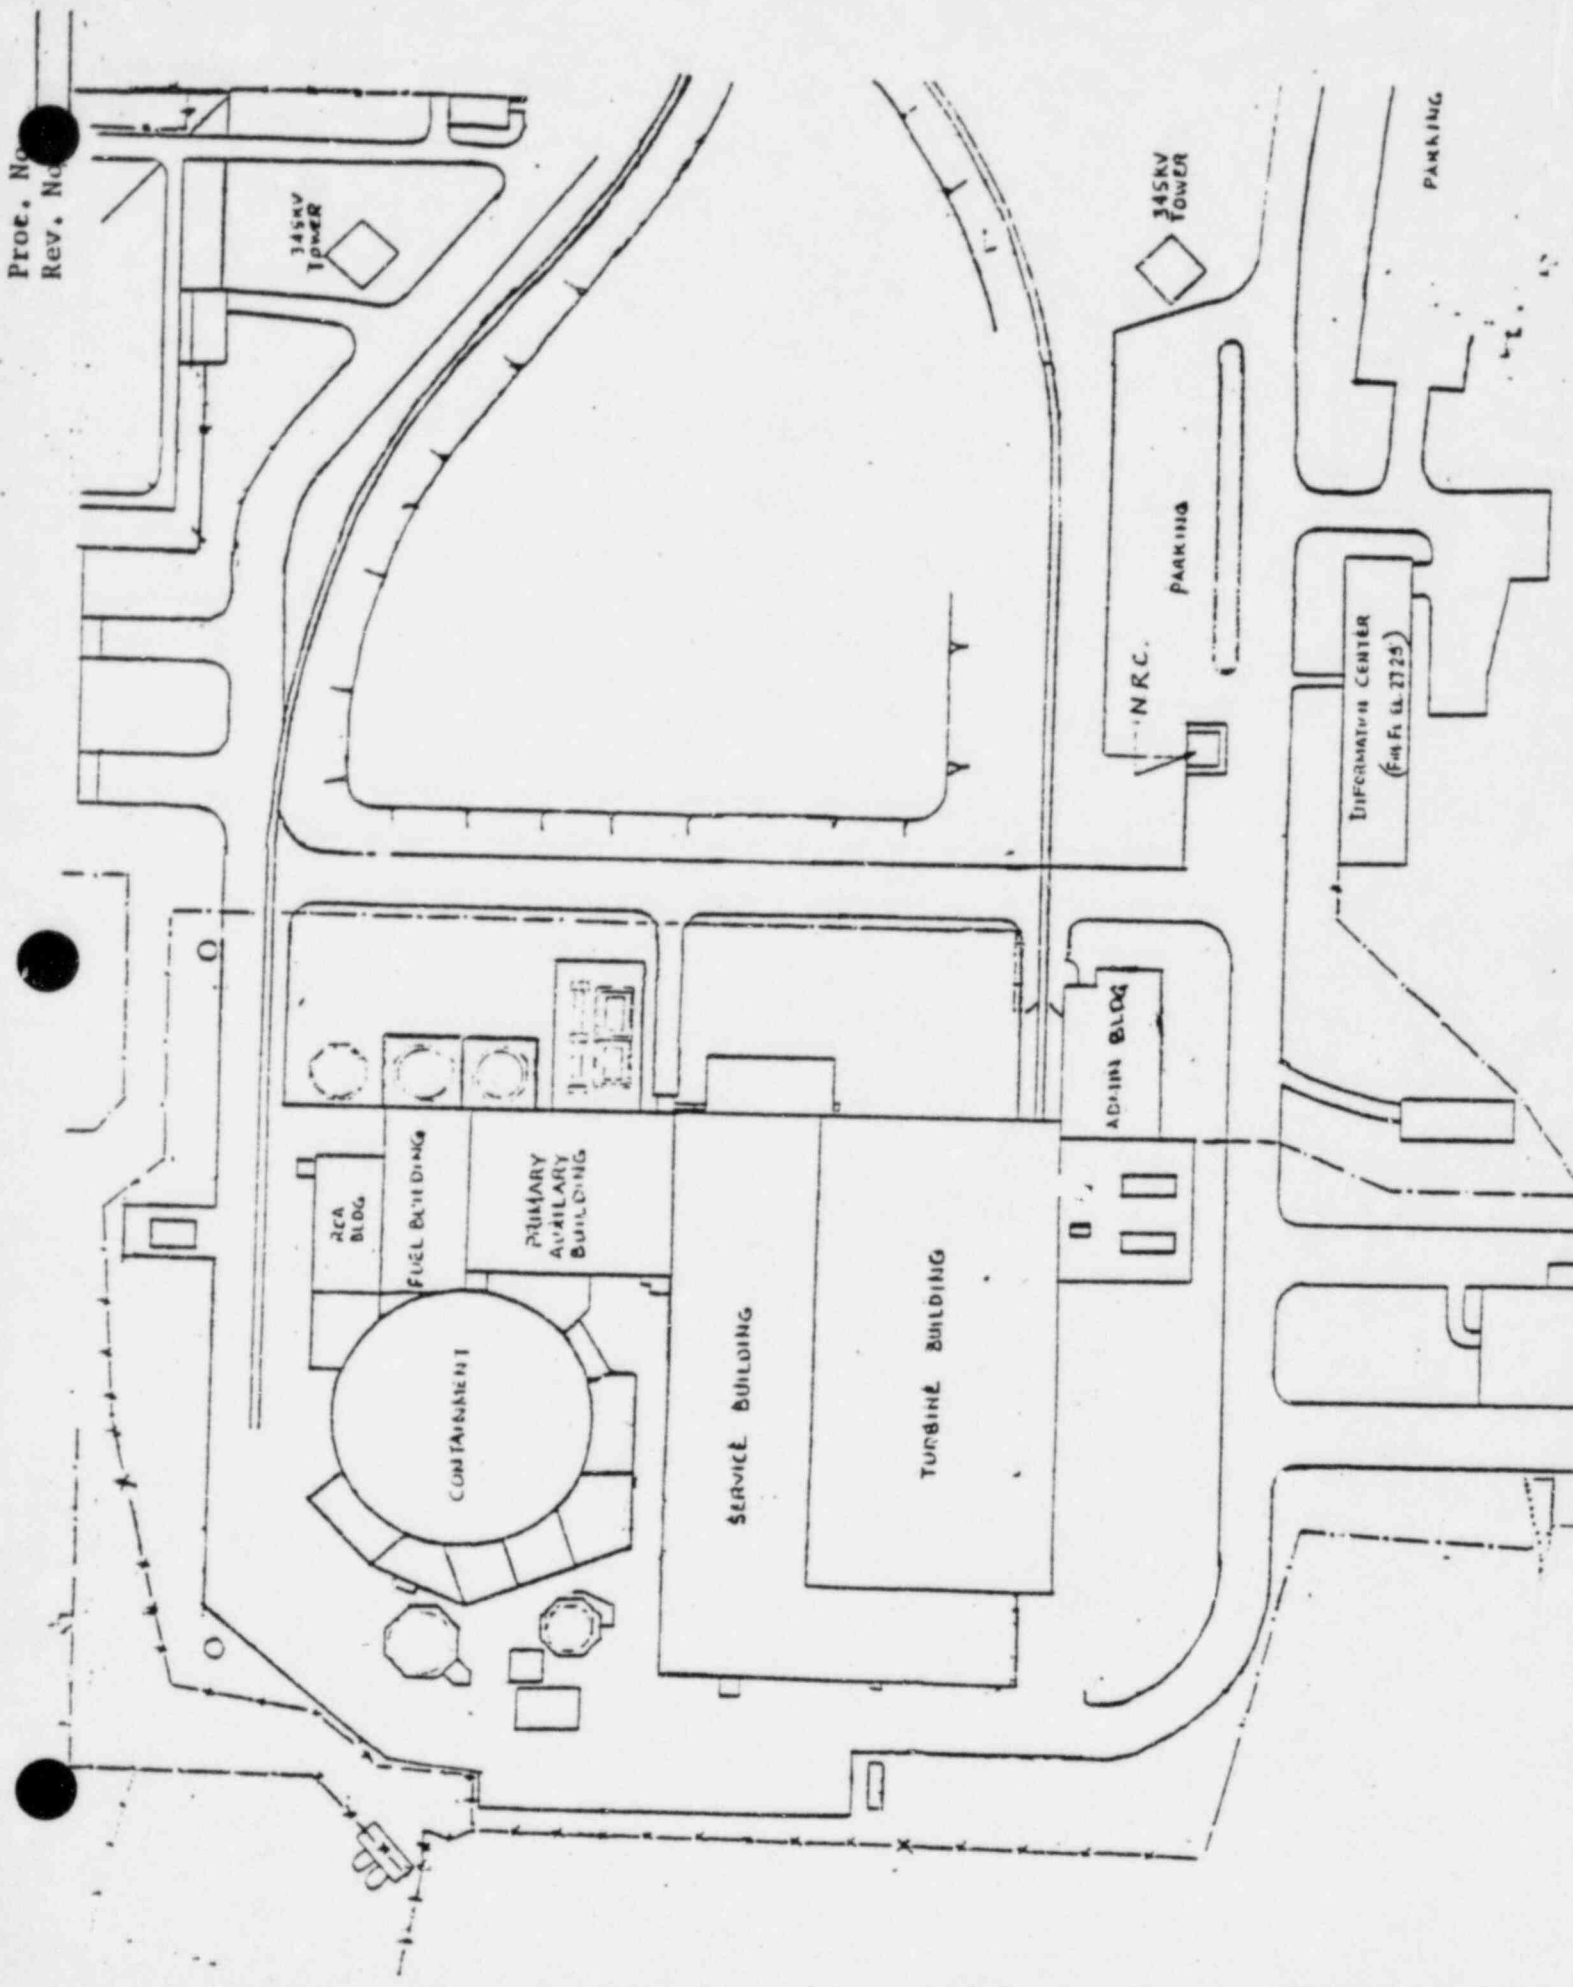 Proc. No
Rev. No
345KV
TOWER
345KV
TOWER
PARKING
PARKING
N.R.C.
INFORMATION CENTER
ADMIN BLDG
RCA
BLDG
FUEL BUILDING
PRIMARY
AUXILARY
BUILDING
CONTAINMENT
SERVICE BUILDING
TURBINE BUILDING